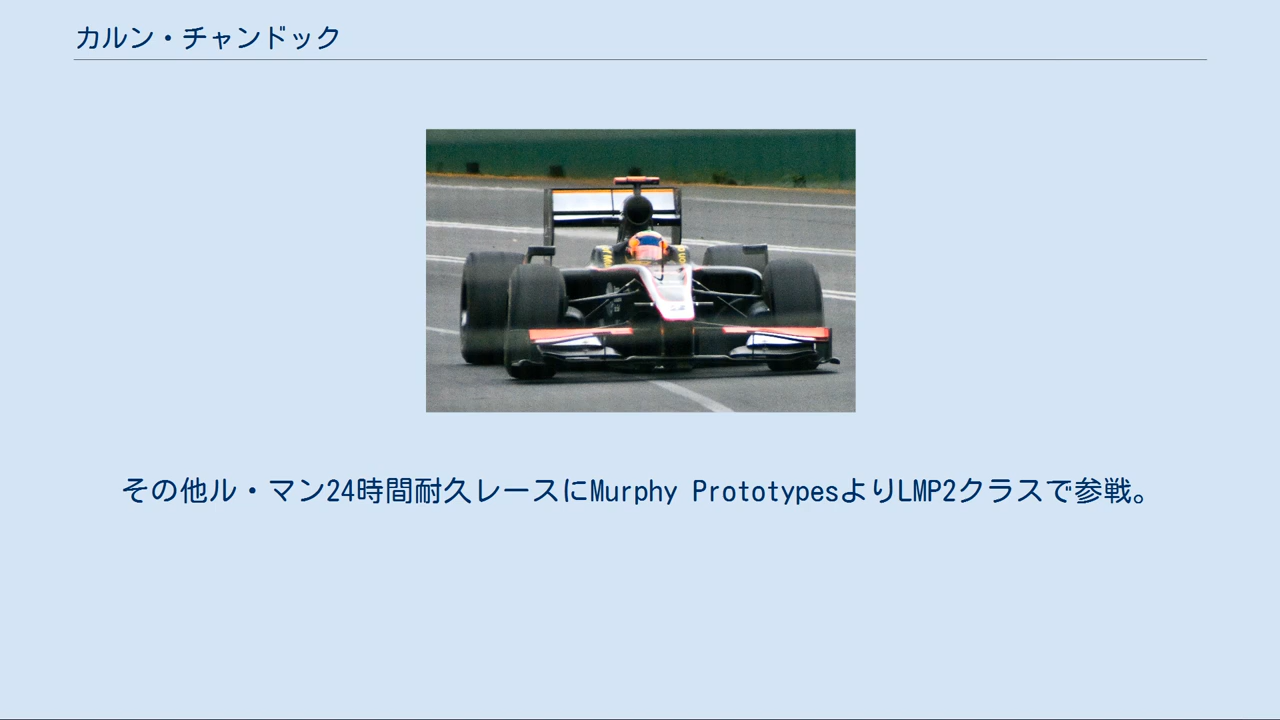 カルン・チャンドック
その他ル・マン24時間耐久レースにMurphy PrototypesよりLMP2クラスで参戦。